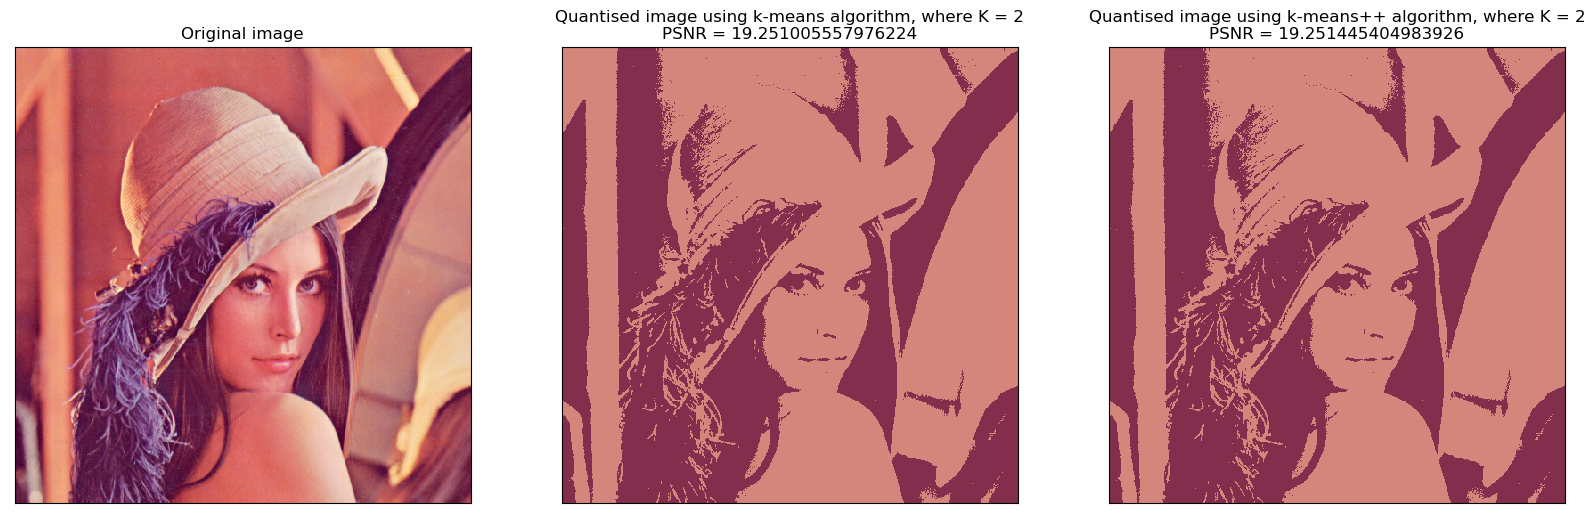 Original image
Quantised image using k-means algorithm, where K = 2
PSNR = 19.251005557976224
Quantised image using k-means++ algorithm, where K = 2
PSNR = 19.251445404983926